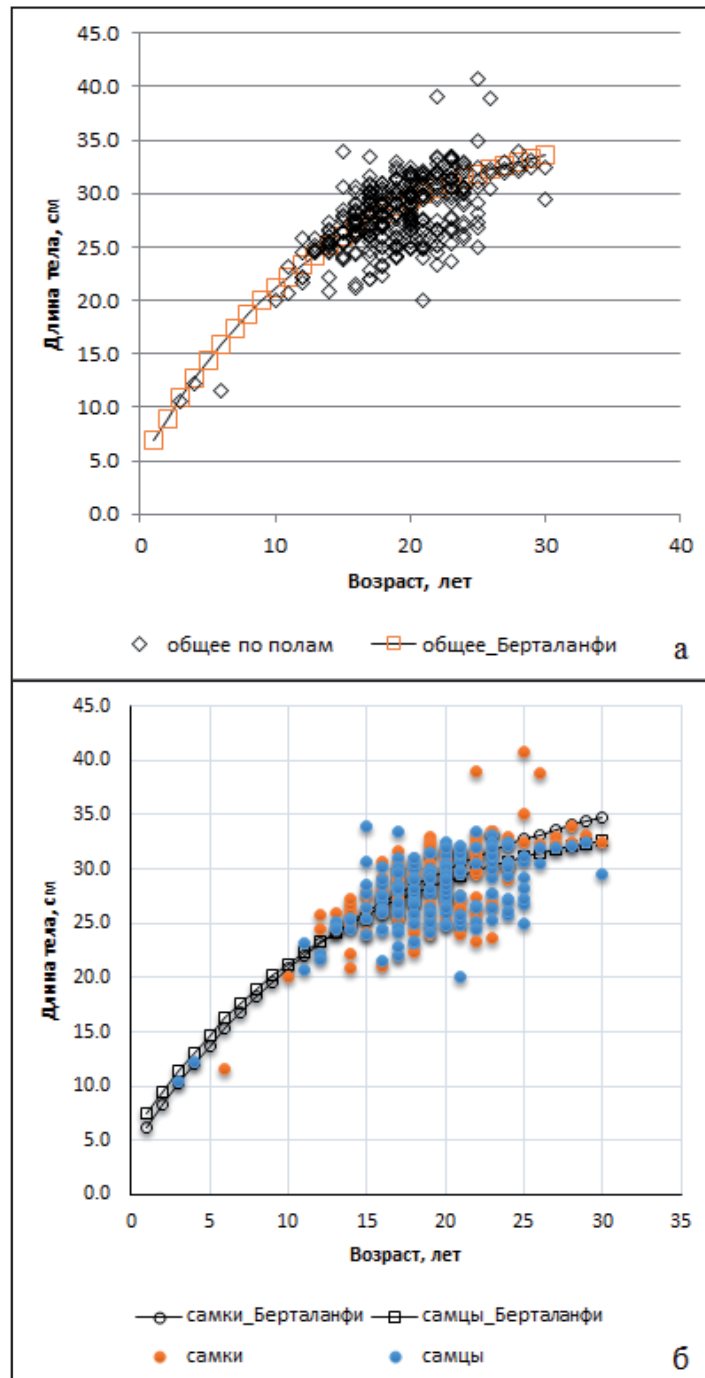 45.0
40.0
35.0
30.0
25.0
20.0
15.0
10.0
5.0
0.0
Длина тела, см
0 10 20 30 40
Возраст, лет
общее по полам общее_Берталанфи а
45.0
40.0
35.0
30.0
25.0
20.0
15.0
10.0
5.0
0.0
Длина тела, см
0 5 10 15 20 25 30 35
Возраст, лет
самки_Берталанфи самцы_Берталанфи
самки самцы б